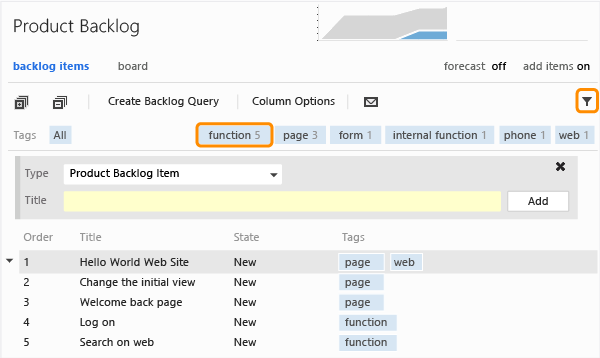 Product Backlog
backlog items board forecast off add items on
Create Backlog Query Column Options
Tags All function 5 page 3 form 1 internal function 1 phone 1 web 1
Type Product Backlog Item
Title Add
Order Title State Tags
1 Hello World Web Site New page web
2 Change the initial view New page
3 Welcome back page New page
4 Log on New function
5 Search on web New function